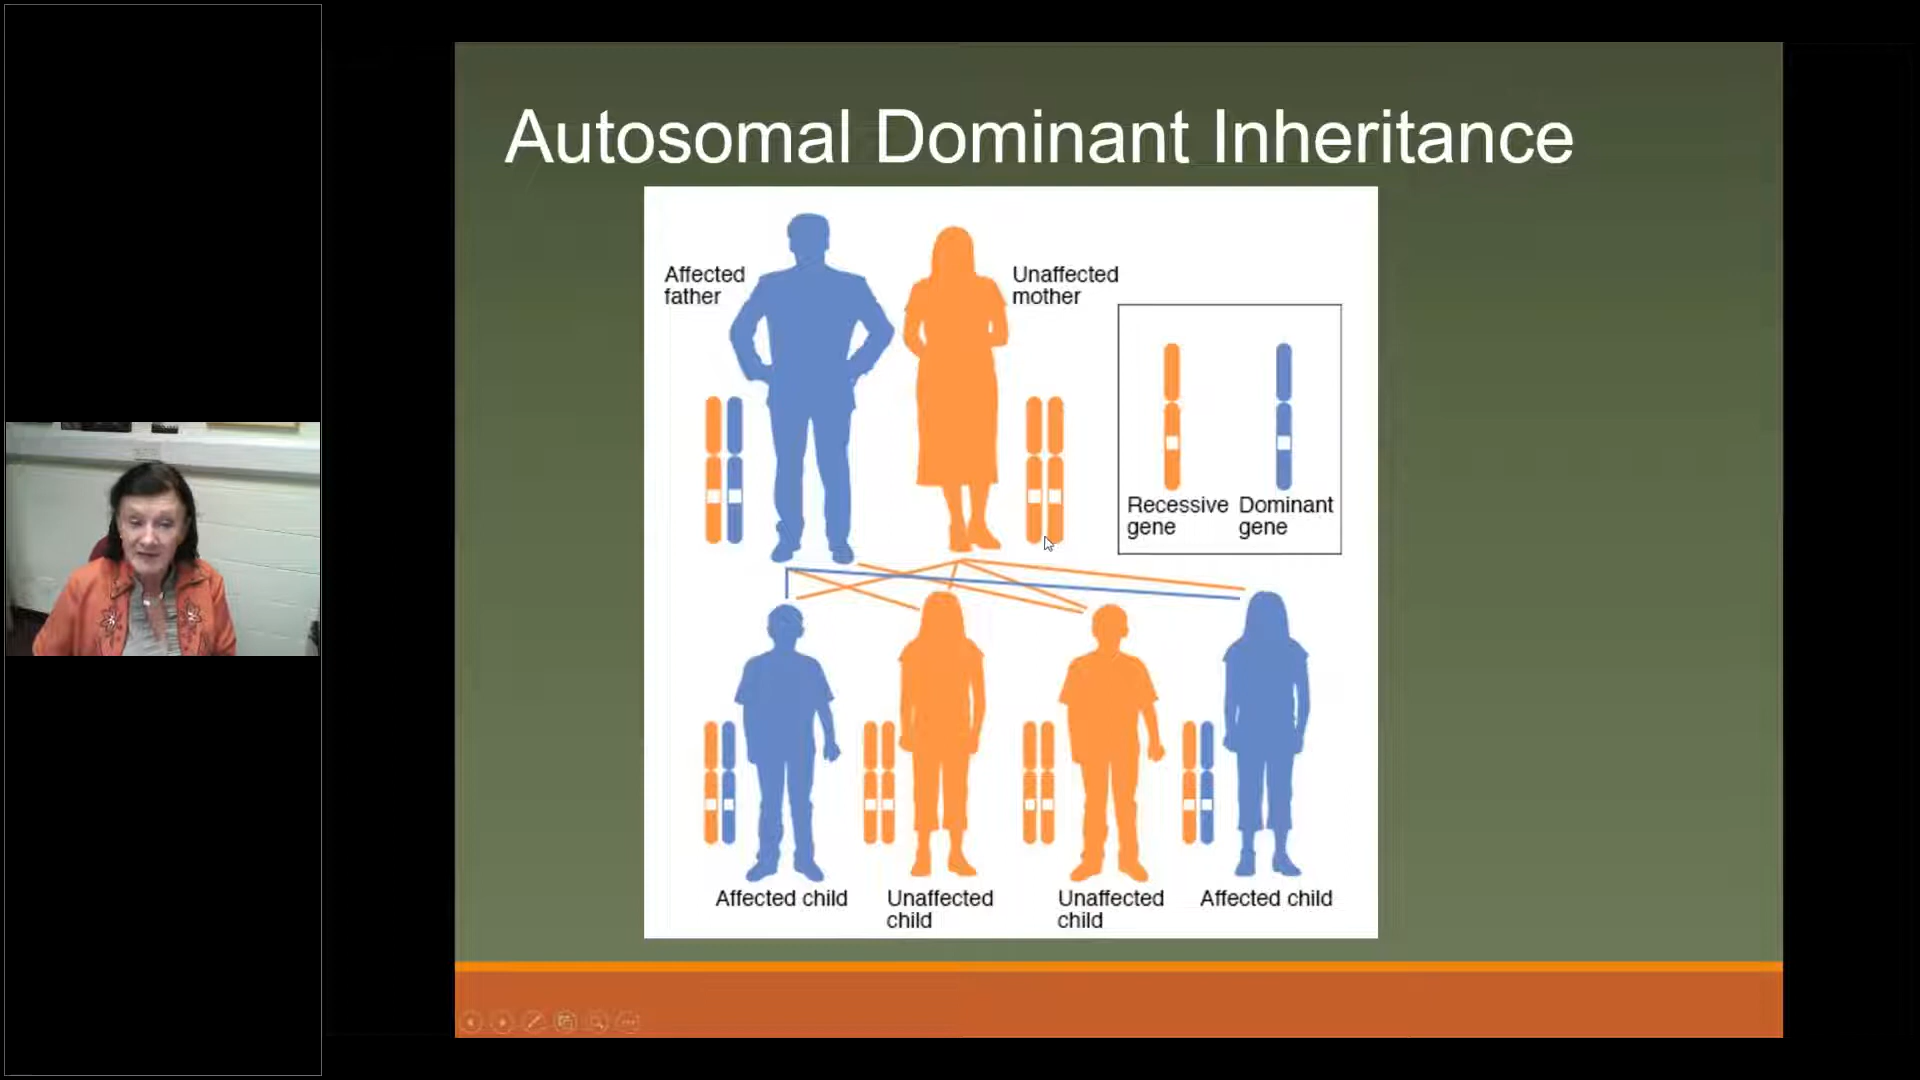 Autosomal Dominant Inheritance
Affected
father
Unaffected
mother
Recessive
gene
Dominant
gene
Affected child
Unaffected
child
Unaffected
child
Affected child